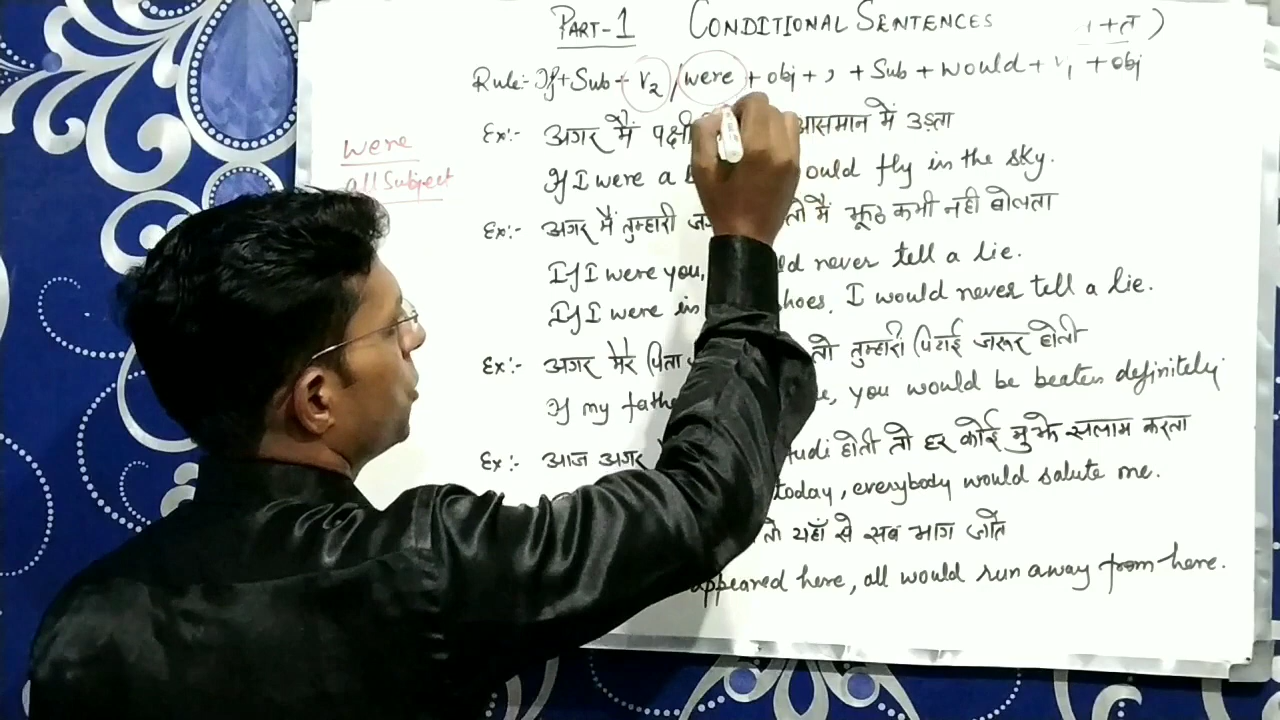 PART-1 CONDITIONAL SENTENCES
+त )
Rule:- If + Sub + V2 / were + obj + , + Sub + would + V1 + obj
were
All Subject
Ex:- अगर मैं पक्षी आसमान में उड़ता
If I were a ould fly in the sky.
Ex:- अगर मैं तुम्हारी तो मैं झूठ कभी नही बोलता
If I were you, ld never tell a lie.
If I were in hoes, I would never tell a lie.
Ex:- अगर मेरे पिता तो तुम्हारी पिटाई जरूर होती
If my fathe e, you would be beaten definitely
Ex:- आज अगर Audi होती तो हर कोई मुझे सलाम करता
today, everybody would salute me.
तो यहाँ से सब भाग जाते
appeared here, all would run away from here.